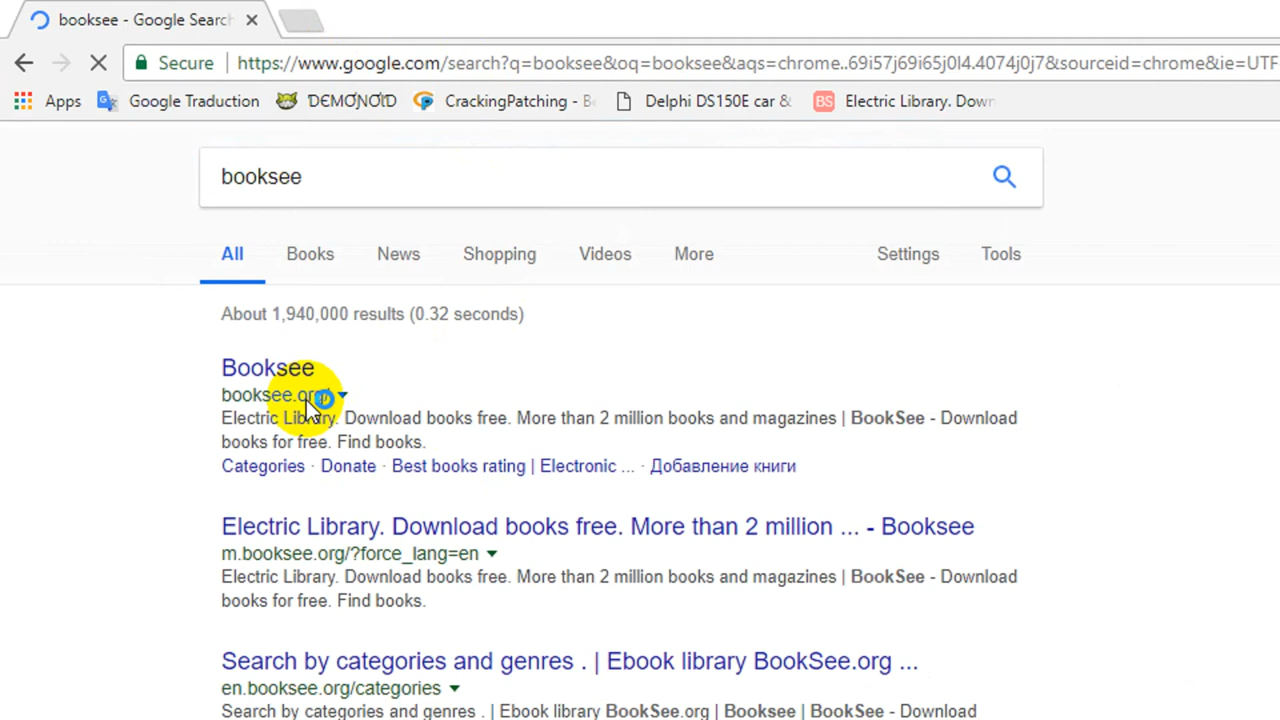 booksee - Google Search
Secure https://www.google.com/search?q=booksee&oq=booksee&aqs=chrome..69i57j69i65j0l4.4074j0j7&sourceid=chrome&ie=UTF
Apps Google Traduction DEMONOID CrackingPatching - Be Delphi DS150E car & Electric Library. Down
booksee
All Books News Shopping Videos More Settings Tools
About 1,940,000 results (0.32 seconds)
Booksee
booksee.org/
Electric Library. Download books free. More than 2 million books and magazines | BookSee - Download
books for free. Find books.
Categories · Donate · Best books rating | Electronic ... · Добавление книги
Electric Library. Download books free. More than 2 million ... - Booksee
m.booksee.org/?force_lang=en
Electric Library. Download books free. More than 2 million books and magazines | BookSee - Download
books for free. Find books.
Search by categories and genres . | Ebook library BookSee.org ...
en.booksee.org/categories
Search by categories and genres . | Ebook library BookSee.org | Booksee | BookSee - Download